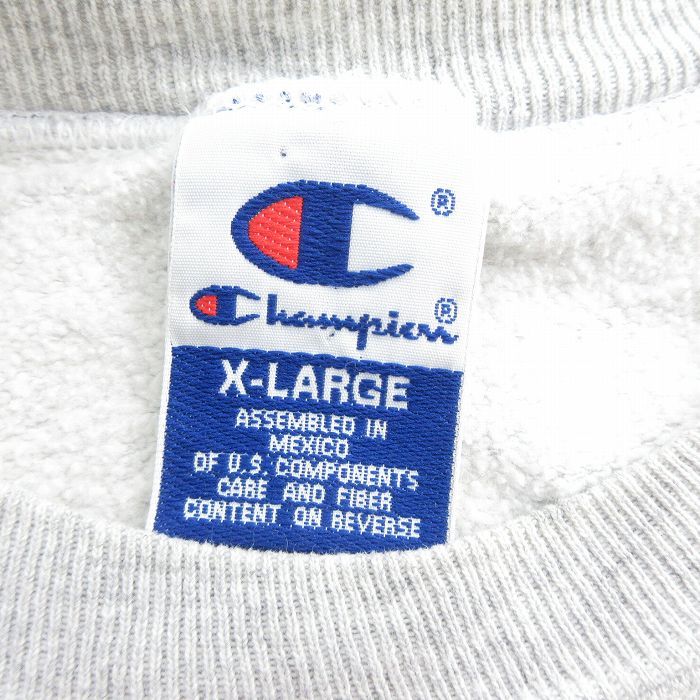 ®
Champion®
X-LARGE
ASSEMBLED IN
MEXICO
OF U.S. COMPONENTS
CARE AND FIBER
CONTENT ON REVERSE